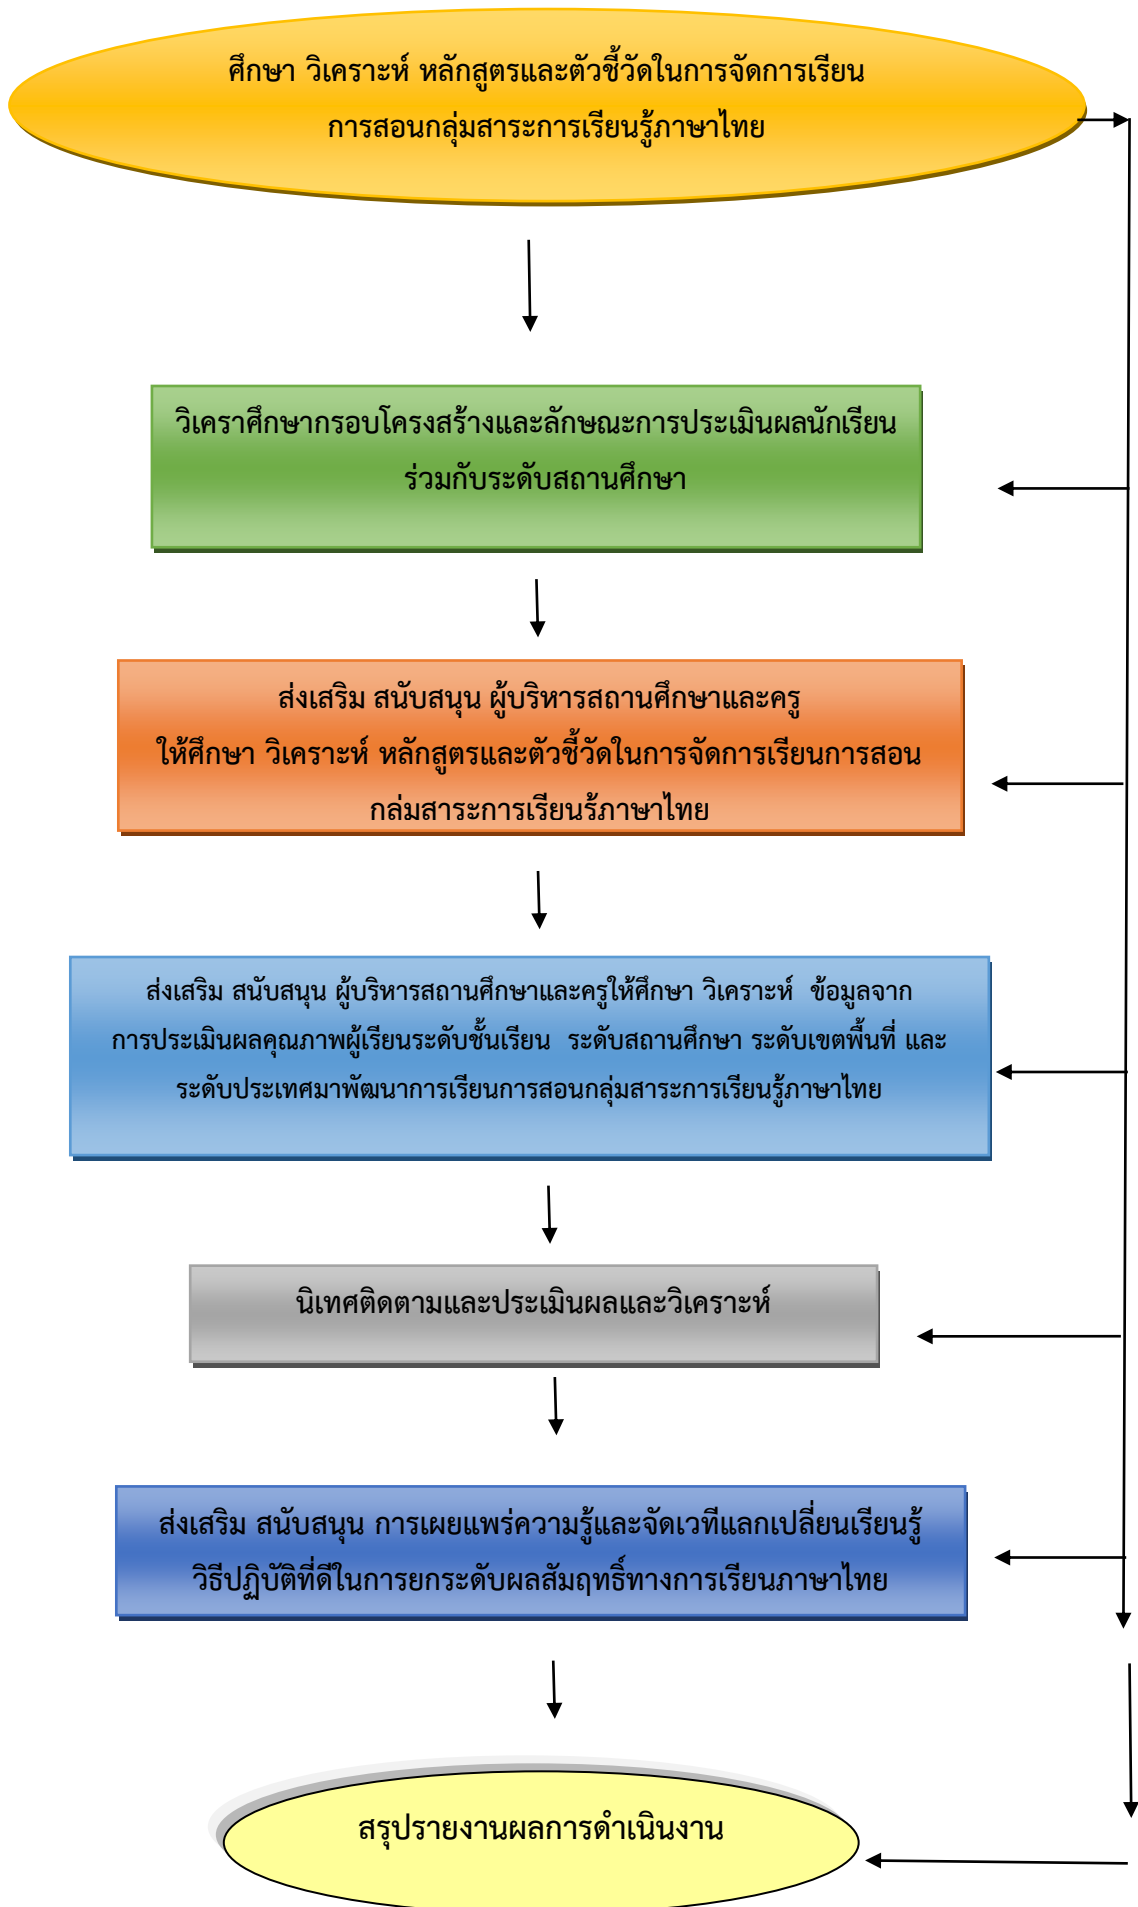 ศึกษา วิเคราะห์ หลักสูตรและตัวชี้วัดในการจัดการเรียน
การสอนกลุ่มสาระการเรียนรู้ภาษาไทย
วิเคราศึกษากรอบโครงสร้างและลักษณะการประเมินผลนักเรียน
ร่วมกับระดับสถานศึกษา
ส่งเสริม สนับสนุน ผู้บริหารสถานศึกษาและครู
ให้ศึกษา วิเคราะห์ หลักสูตรและตัวชี้วัดในการจัดการเรียนการสอน
กลุ่มสาระการเรียนรู้ภาษาไทย
ส่งเสริม สนับสนุน ผู้บริหารสถานศึกษาและครูให้ศึกษา วิเคราะห์ ข้อมูลจาก
การประเมินผลคุณภาพผู้เรียนระดับชั้นเรียน ระดับสถานศึกษา ระดับเขตพื้นที่ และ
ระดับประเทศมาพัฒนาการเรียนการสอนกลุ่มสาระการเรียนรู้ภาษาไทย
นิเทศติดตามและประเมินผลและวิเคราะห์
ส่งเสริม สนับสนุน การเผยแพร่ความรู้และจัดเวทีแลกเปลี่ยนเรียนรู้
วิธีปฏิบัติที่ดีในการยกระดับผลสัมฤทธิ์ทางการเรียนภาษาไทย
สรุปรายงานผลการดำเนินงาน